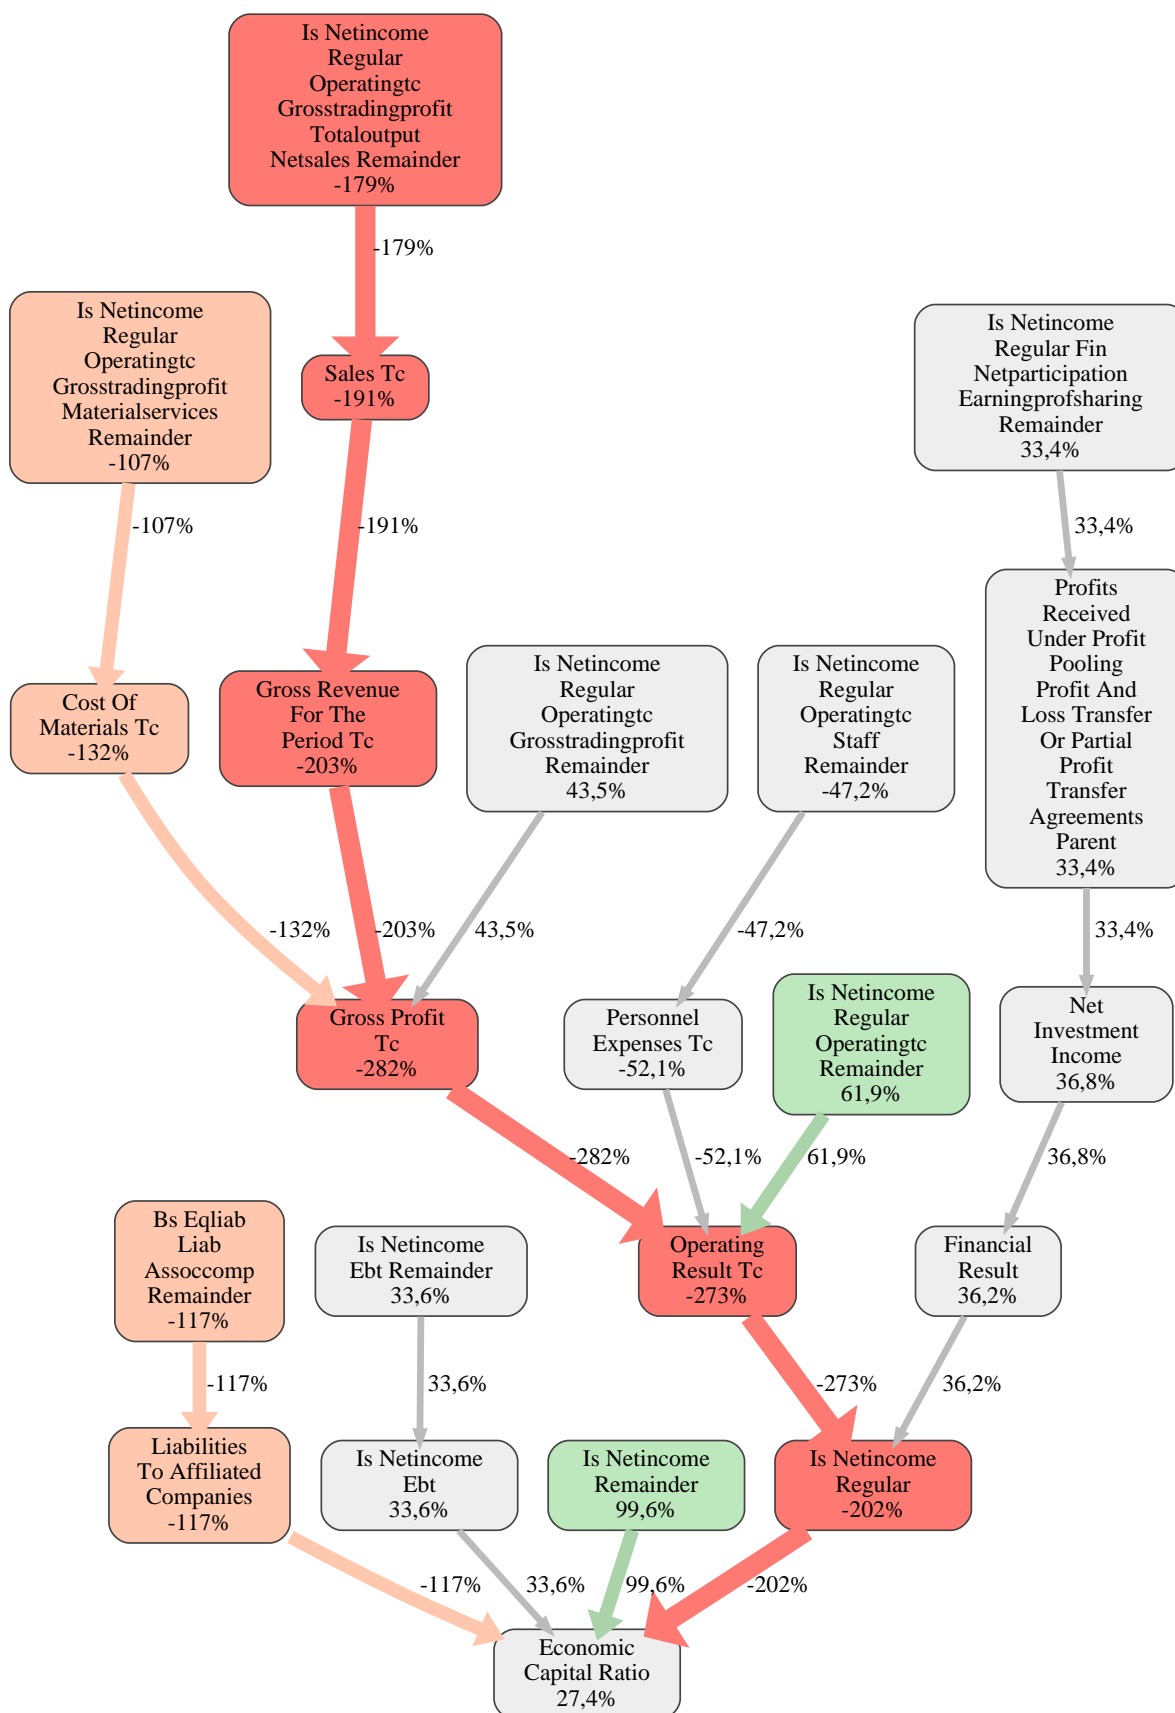 Is Netincome
Regular
Operatingtc
Grosstradingprofit
Totaloutput
Netsales Remainder
-179%
-179%
Is Netincome
Regular
Operatingtc
Grosstradingprofit
Materialservices
Remainder
-107%
Sales Tc
-191%
Is Netincome
Regular Fin
Netparticipation
Earningprofsharing
Remainder
33,4%
-107%
-191%
33,4%
Cost Of
Materials Tc
-132%
Gross Revenue
For The
Period Tc
-203%
Is Netincome
Regular
Operatingtc
Grosstradingprofit
Remainder
43,5%
Is Netincome
Regular
Operatingtc
Staff
Remainder
-47,2%
Profits
Received
Under Profit
Pooling
Profit And
Loss Transfer
Or Partial
Profit
Transfer
Agreements
Parent
33,4%
-132%
-203%
43,5%
-47,2%
33,4%
Gross Profit
Tc
-282%
Personnel
Expenses Tc
-52,1%
Is Netincome
Regular
Operatingtc
Remainder
61,9%
Net
Investment
Income
36,8%
-282%
-52,1%
61,9%
36,8%
Bs Eqliab
Liab
Assoccomp
Remainder
-117%
Is Netincome
Ebt Remainder
33,6%
Operating
Result Tc
-273%
Financial
Result
36,2%
-117%
33,6%
-273%
36,2%
Liabilities
To Affiliated
Companies
-117%
Is Netincome
Ebt
33,6%
Is Netincome
Remainder
99,6%
Is Netincome
Regular
-202%
-117%
33,6%
99,6%
-202%
Economic
Capital Ratio
27,4%